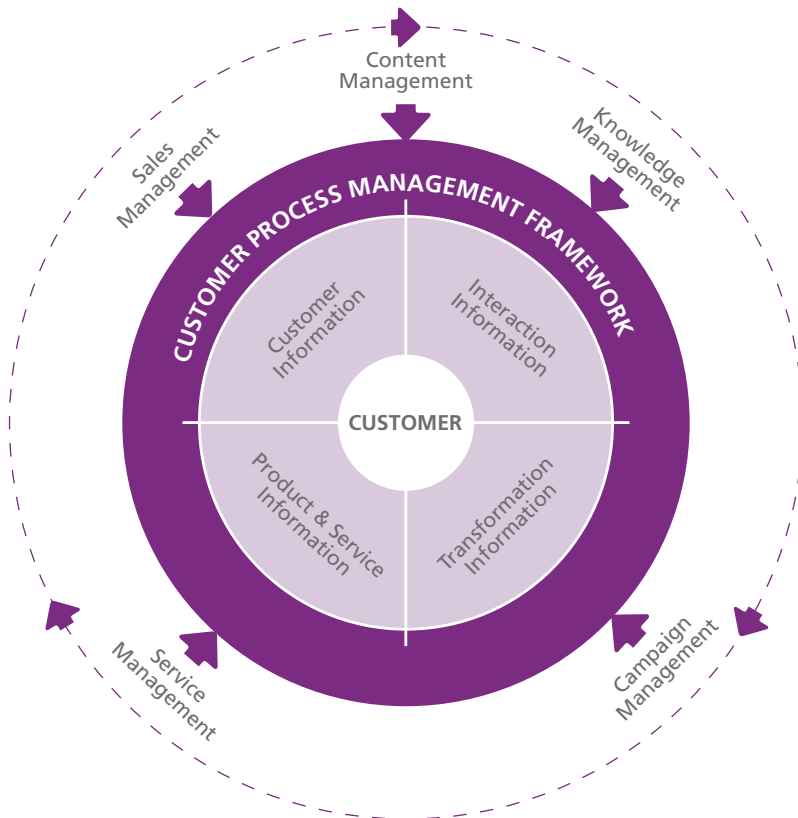 Content
Management
Sales
Management
Knowledge
Management
CUSTOMER PROCESS MANAGEMENT FRAMEWORK
Customer
Information
Interaction
Information
CUSTOMER
Product & Service
Information
Transformation
Information
Service
Management
Campaign
Management